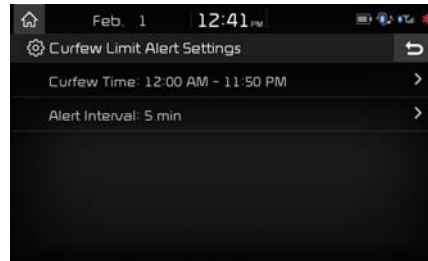 Feb. 1 12:41 PM
Curfew Limit Alert Settings
Curfew Time: 12:00 AM - 11:50 PM
Alert Interval: 5 min